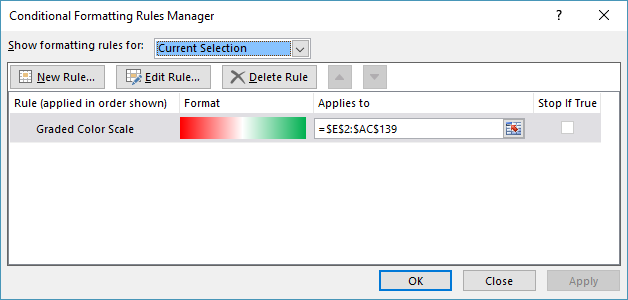 Conditional Formatting Rules Manager ? ×
Show formatting rules for: Current Selection
New Rule... Edit Rule... Delete Rule
Rule (applied in order shown) Format Applies to Stop If True
Graded Color Scale =$E$2:$AC$139
OK Close Apply